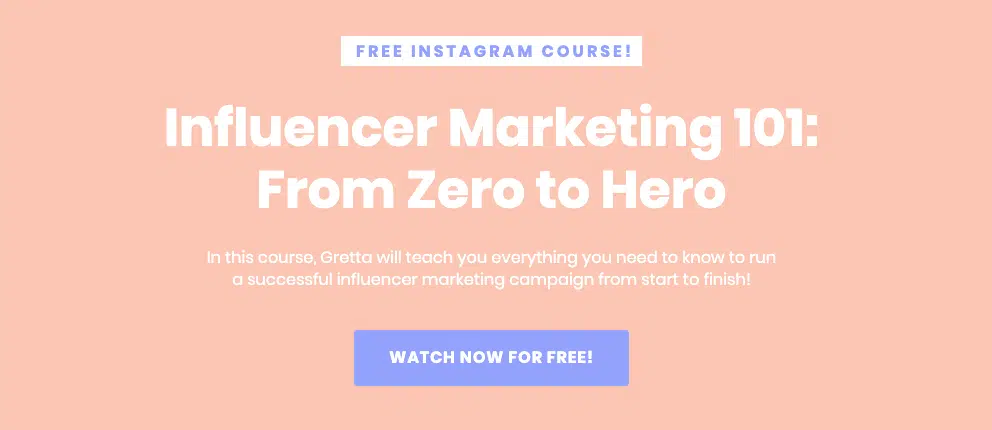 FREE INSTAGRAM COURSE!
Influencer Marketing 101:
From Zero to Hero
In this course, Gretta will teach you everything you need to know to run
a successful influencer marketing campaign from start to finish!
WATCH NOW FOR FREE!